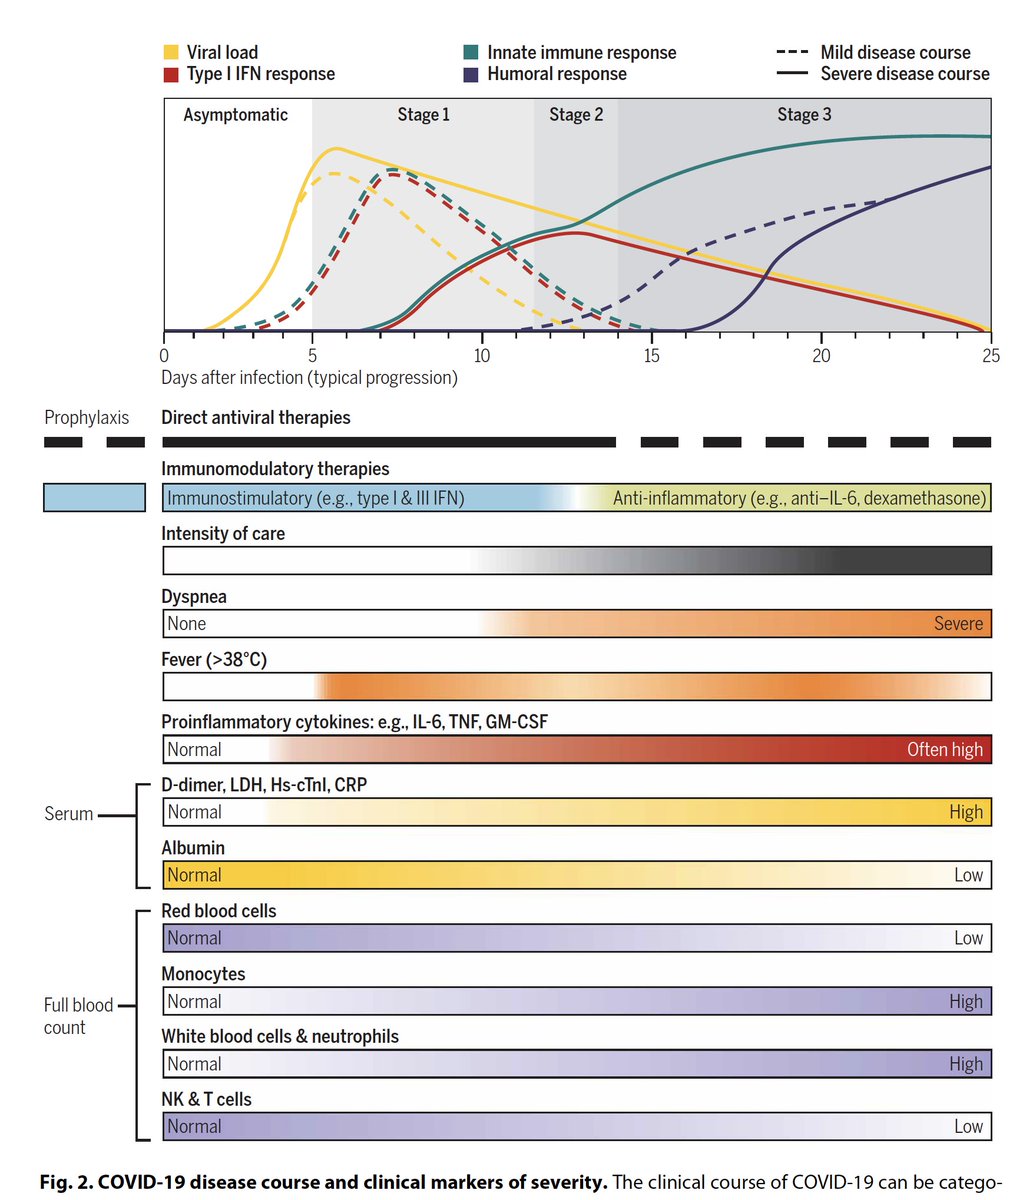 Viral load
Type I IFN response
Innate immune response
Humoral response
Mild disease course
Severe disease course
Asymptomatic
Stage 1
Stage 2
Stage 3
0 5 10 15 20 25
Days after infection (typical progression)
Prophylaxis
Direct antiviral therapies
Immunomodulatory therapies
Immunostimulatory (e.g., type I & III IFN)
Anti-inflammatory (e.g., anti–IL-6, dexamethasone)
Intensity of care
Dyspnea
None
Severe
Fever (>38°C)
Proinflammatory cytokines: e.g., IL-6, TNF, GM-CSF
Normal
Often high
Serum
D-dimer, LDH, Hs-cTnI, CRP
Normal
High
Albumin
Normal
Low
Full blood
count
Red blood cells
Normal
Low
Monocytes
Normal
High
White blood cells & neutrophils
Normal
High
NK & T cells
Normal
Low
Fig. 2. COVID-19 disease course and clinical markers of severity. The clinical course of COVID-19 can be catego-